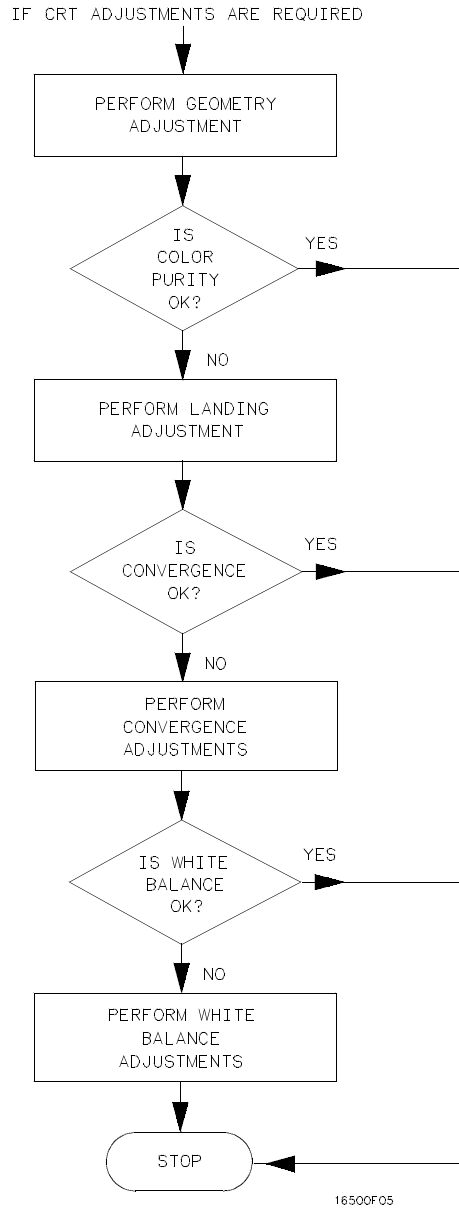 IF CRT ADJUSTMENTS ARE REQUIRED
PERFORM GEOMETRY
ADJUSTMENT
IS
COLOR
PURITY
OK?
YES
NO
PERFORM LANDING
ADJUSTMENT
IS
CONVERGENCE
OK?
YES
NO
PERFORM
CONVERGENCE
ADJUSTMENTS
IS WHITE
BALANCE
OK?
YES
NO
PERFORM WHITE
BALANCE
ADJUSTMENTS
STOP
16500F05